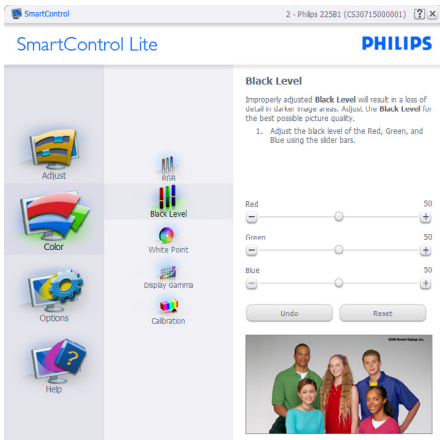 SmartControl
2 - Philips 225B1 (CS30715000001)
SmartControl Lite
PHILIPS
Adjust
Color
Options
Help
RGB
Black Level
White Point
Display Gamma
Calibration
Black Level
Improperly adjusted Black Level will result in a loss of
detail in darker image areas. Adjust the Black Level for
the best possible picture quality.
1. Adjust the black level of the Red, Green, and
Blue using the slider bars.
Red 50
Green 50
Blue 50
Undo Reset